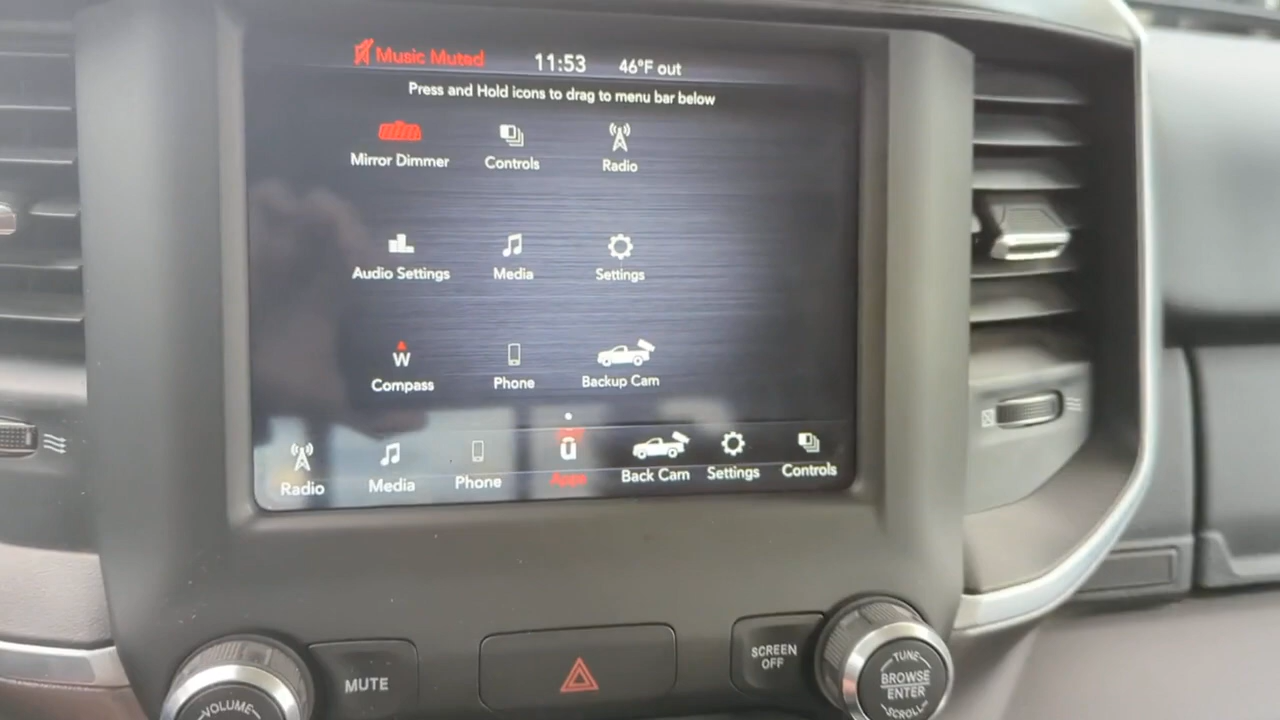 Music Muted 11:53 46°F out
Press and Hold icons to drag to menu bar below
Mirror Dimmer Controls Radio
Audio Settings Media Settings
W
Compass Phone Backup Cam
Radio Media Phone Apps Back Cam Settings Controls
VOLUME
MUTE
SCREEN
OFF
TUNE
BROWSE
ENTER
SCROLL